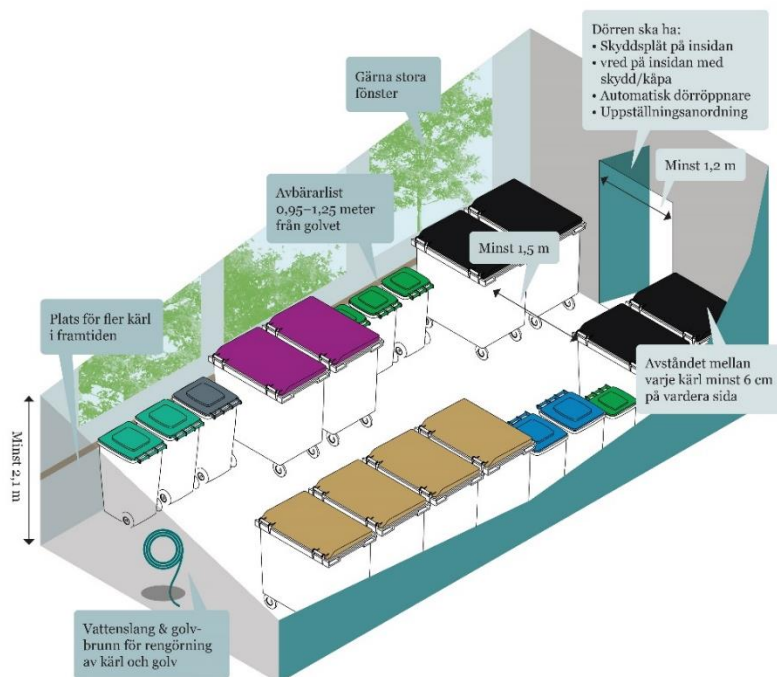 Dörren ska ha:
• Skyddsplåt på insidan
• vred på insidan med
skydd/kåpa
• Automatisk dörröppnare
• Uppställningsanordning
Gärna stora
fönster
Minst 1,2 m
Avbärarlist
0,95–1,25 meter
från golvet
Minst 1,5 m
Plats för fler kärl
i framtiden
Avståndet mellan
varje kärl minst 6 cm
på vardera sida
Minst 2,1 m
Vattenslang & golv-
brunn för rengörning
av kärl och golv